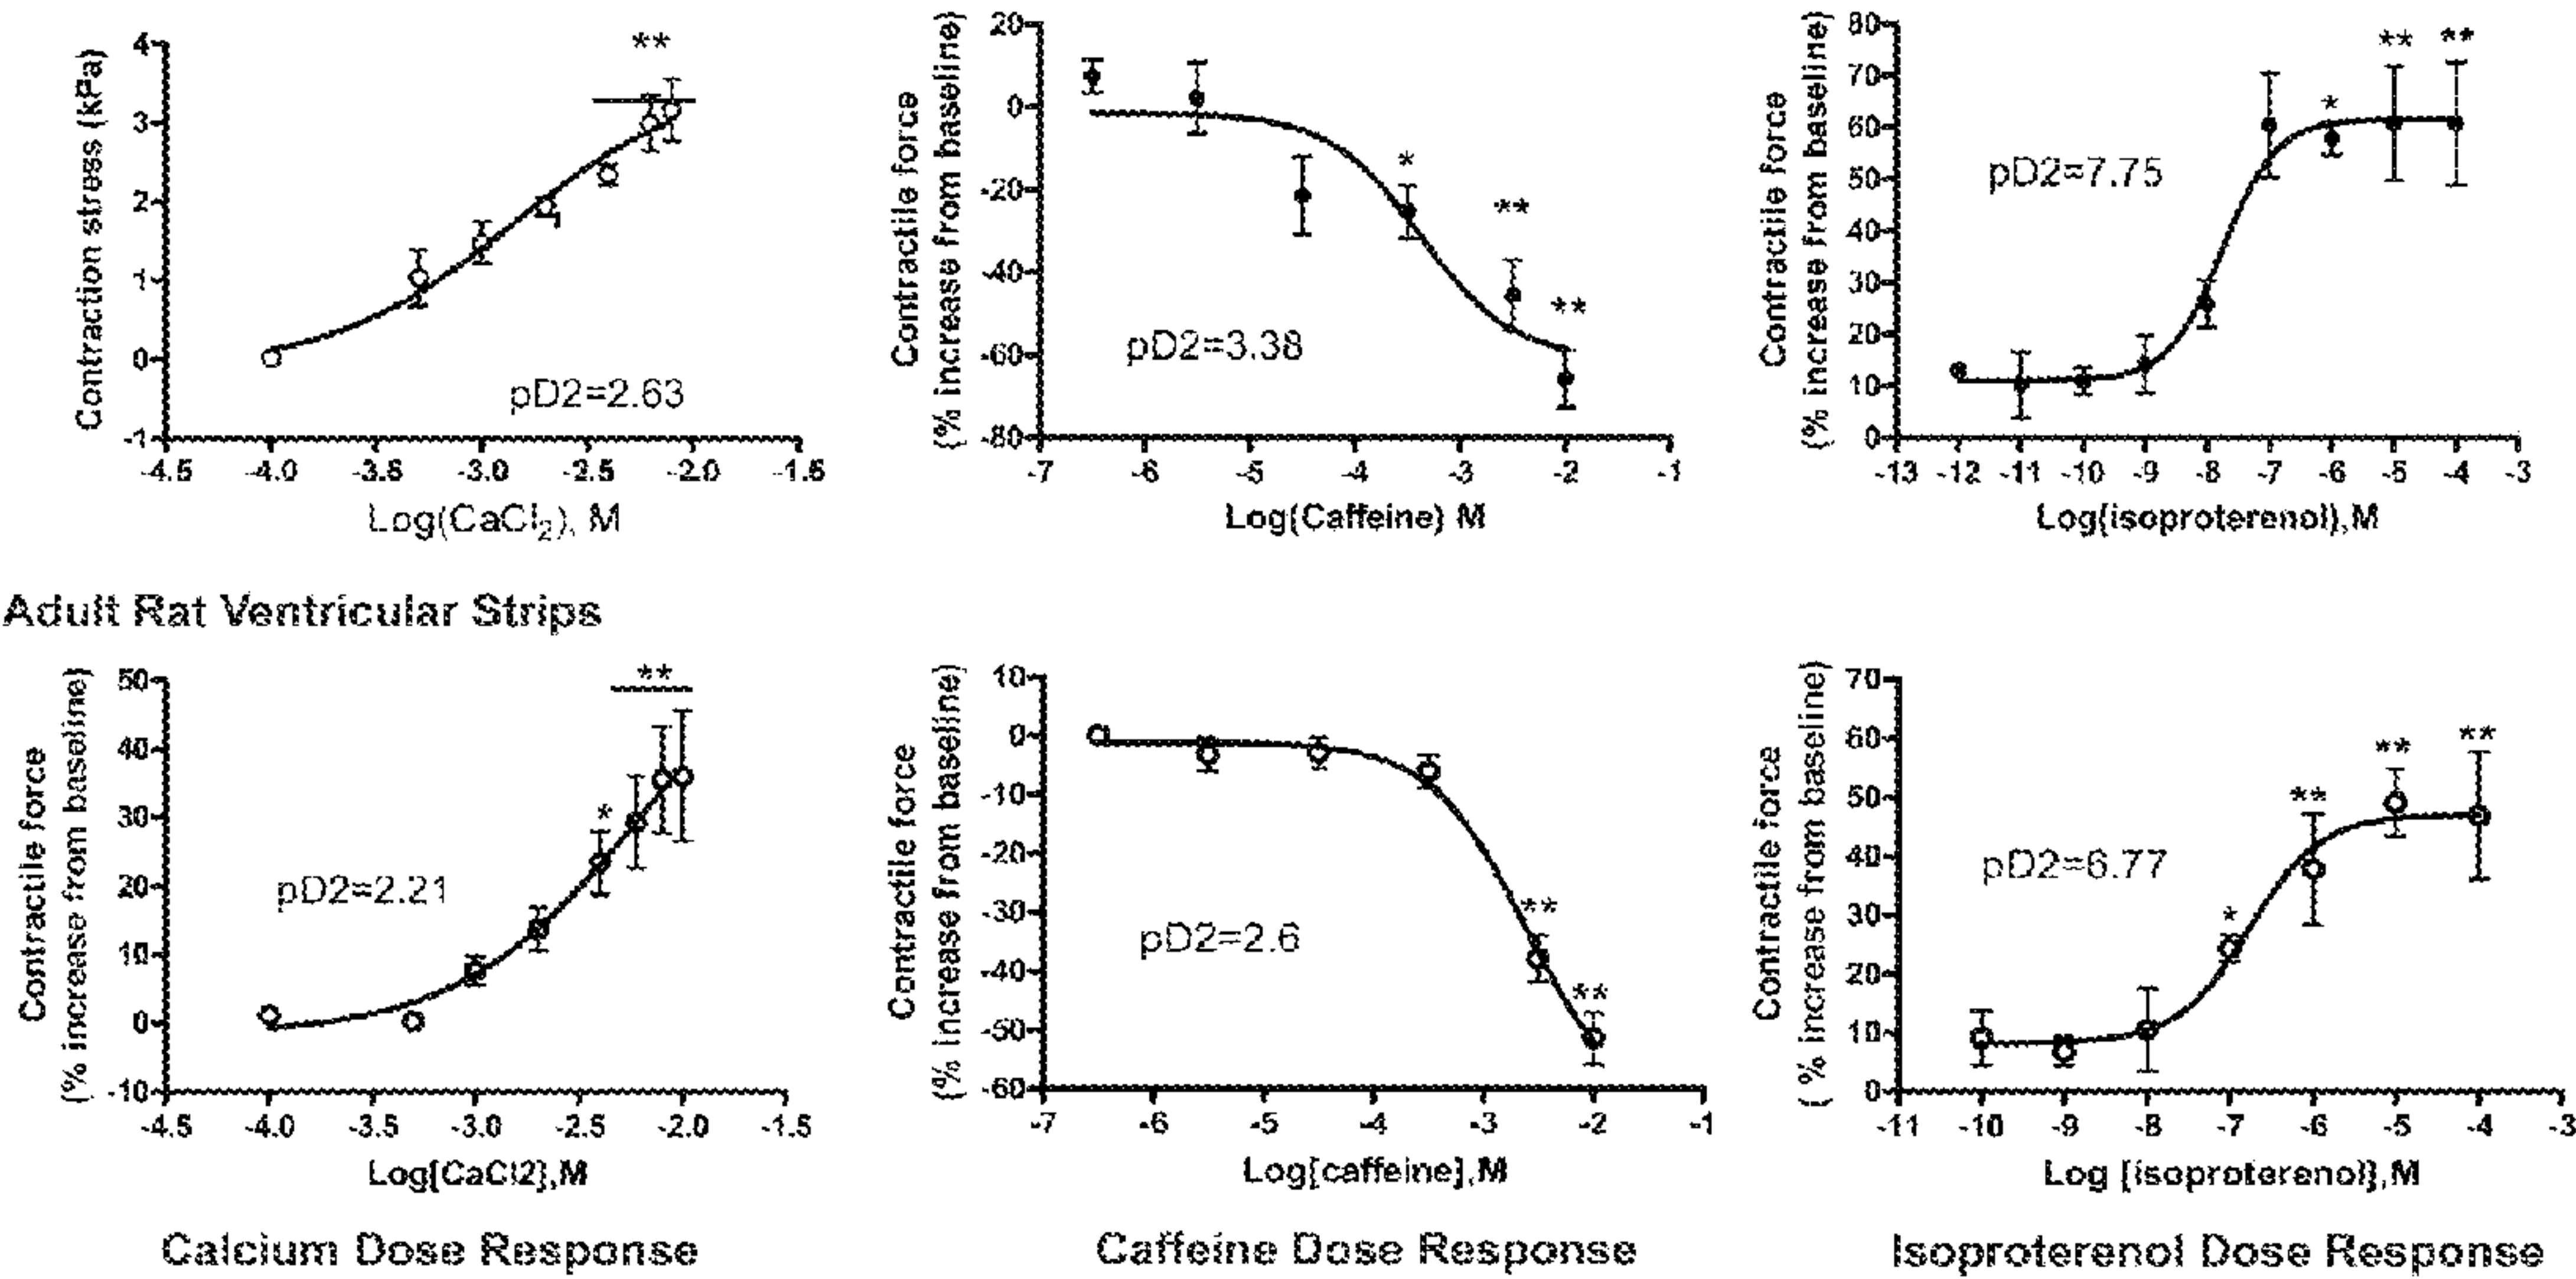 4
3
2
1
0
-1
Contraction stress (kPa)
**
pD2=2.63
-4.5 -4.0 -3.5 -3.0 -2.5 -2.0 -1.5
Log(CaCl2), M
20
0
-20
-40
-60
-80
Contractile force
(% increase from baseline)
*
**
**
pD2=3.38
-7 -6 -5 -4 -3 -2 -1
Log(Caffeine) M
80
70
60
50
40
30
20
10
0
Contractile force
(% increase from baseline)
*
**
**
pD2=7.75
-13 -12 -11 -10 -9 -8 -7 -6 -5 -4 -3
Log(isoproterenol),M
Adult Rat Ventricular Strips
50
40
30
20
10
0
-10
Contractile force
(% increase from baseline)
*
**
pD2=2.21
-4.5 -4.0 -3.5 -3.0 -2.5 -2.0 -1.5
Log[CaCl2],M
Calcium Dose Response
10
0
-10
-20
-30
-40
-50
-60
Contractile force
(% increase from baseline)
**
**
pD2=2.6
-7 -6 -5 -4 -3 -2 -1
Log[caffeine],M
Caffeine Dose Response
70
60
50
40
30
20
10
0
Contractile force
( % increase from baseline)
*
**
**
**
pD2=6.77
-11 -10 -9 -8 -7 -6 -5 -4 -3
Log [isoproterenol],M
Isoproterenol Dose Response